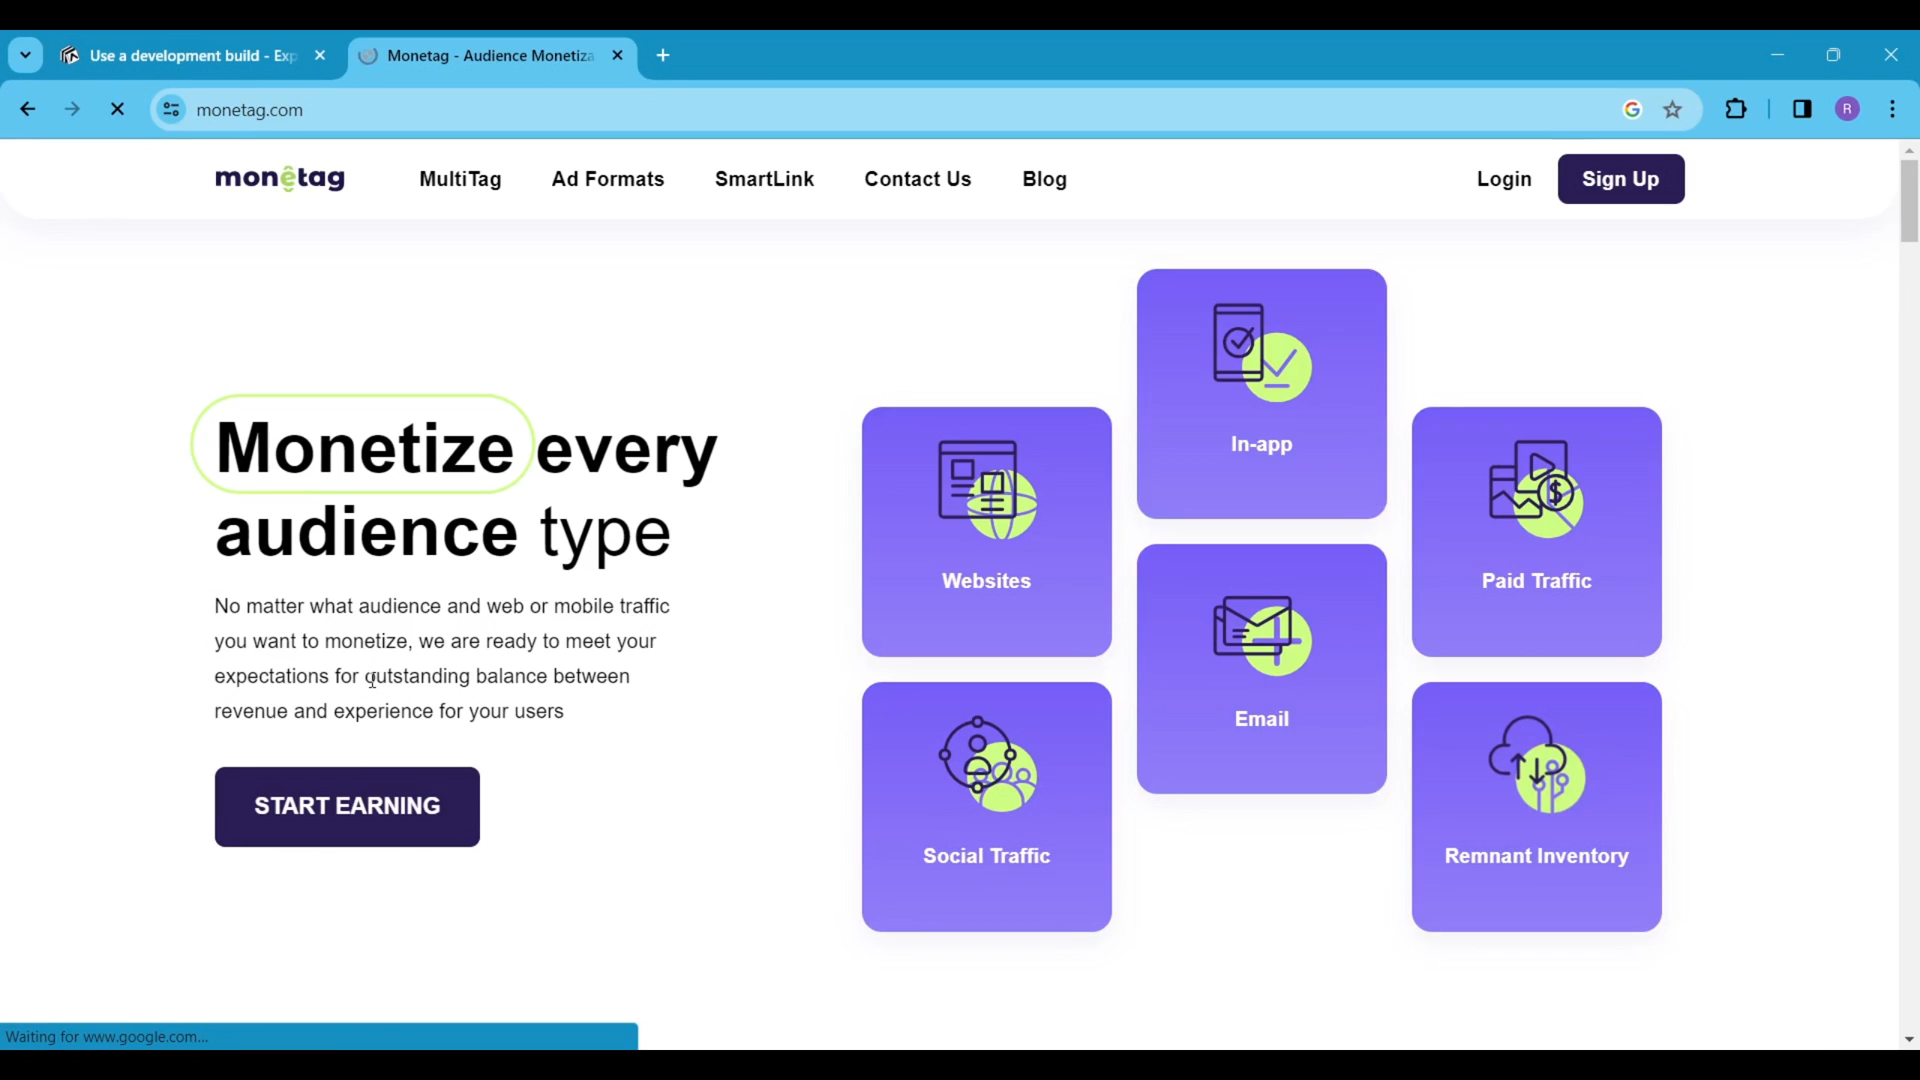 Use a development build - Exp
Monetag - Audience Monetiza
monetag.com
G
R
monetag
MultiTag
Ad Formats
SmartLink
Contact Us
Blog
Login
Sign Up
Monetize every
audience type
No matter what audience and web or mobile traffic
you want to monetize, we are ready to meet your
expectations for outstanding balance between
revenue and experience for your users
START EARNING
In-app
Websites
$
Paid Traffic
Email
Social Traffic
Remnant Inventory
Waiting for www.google.com...